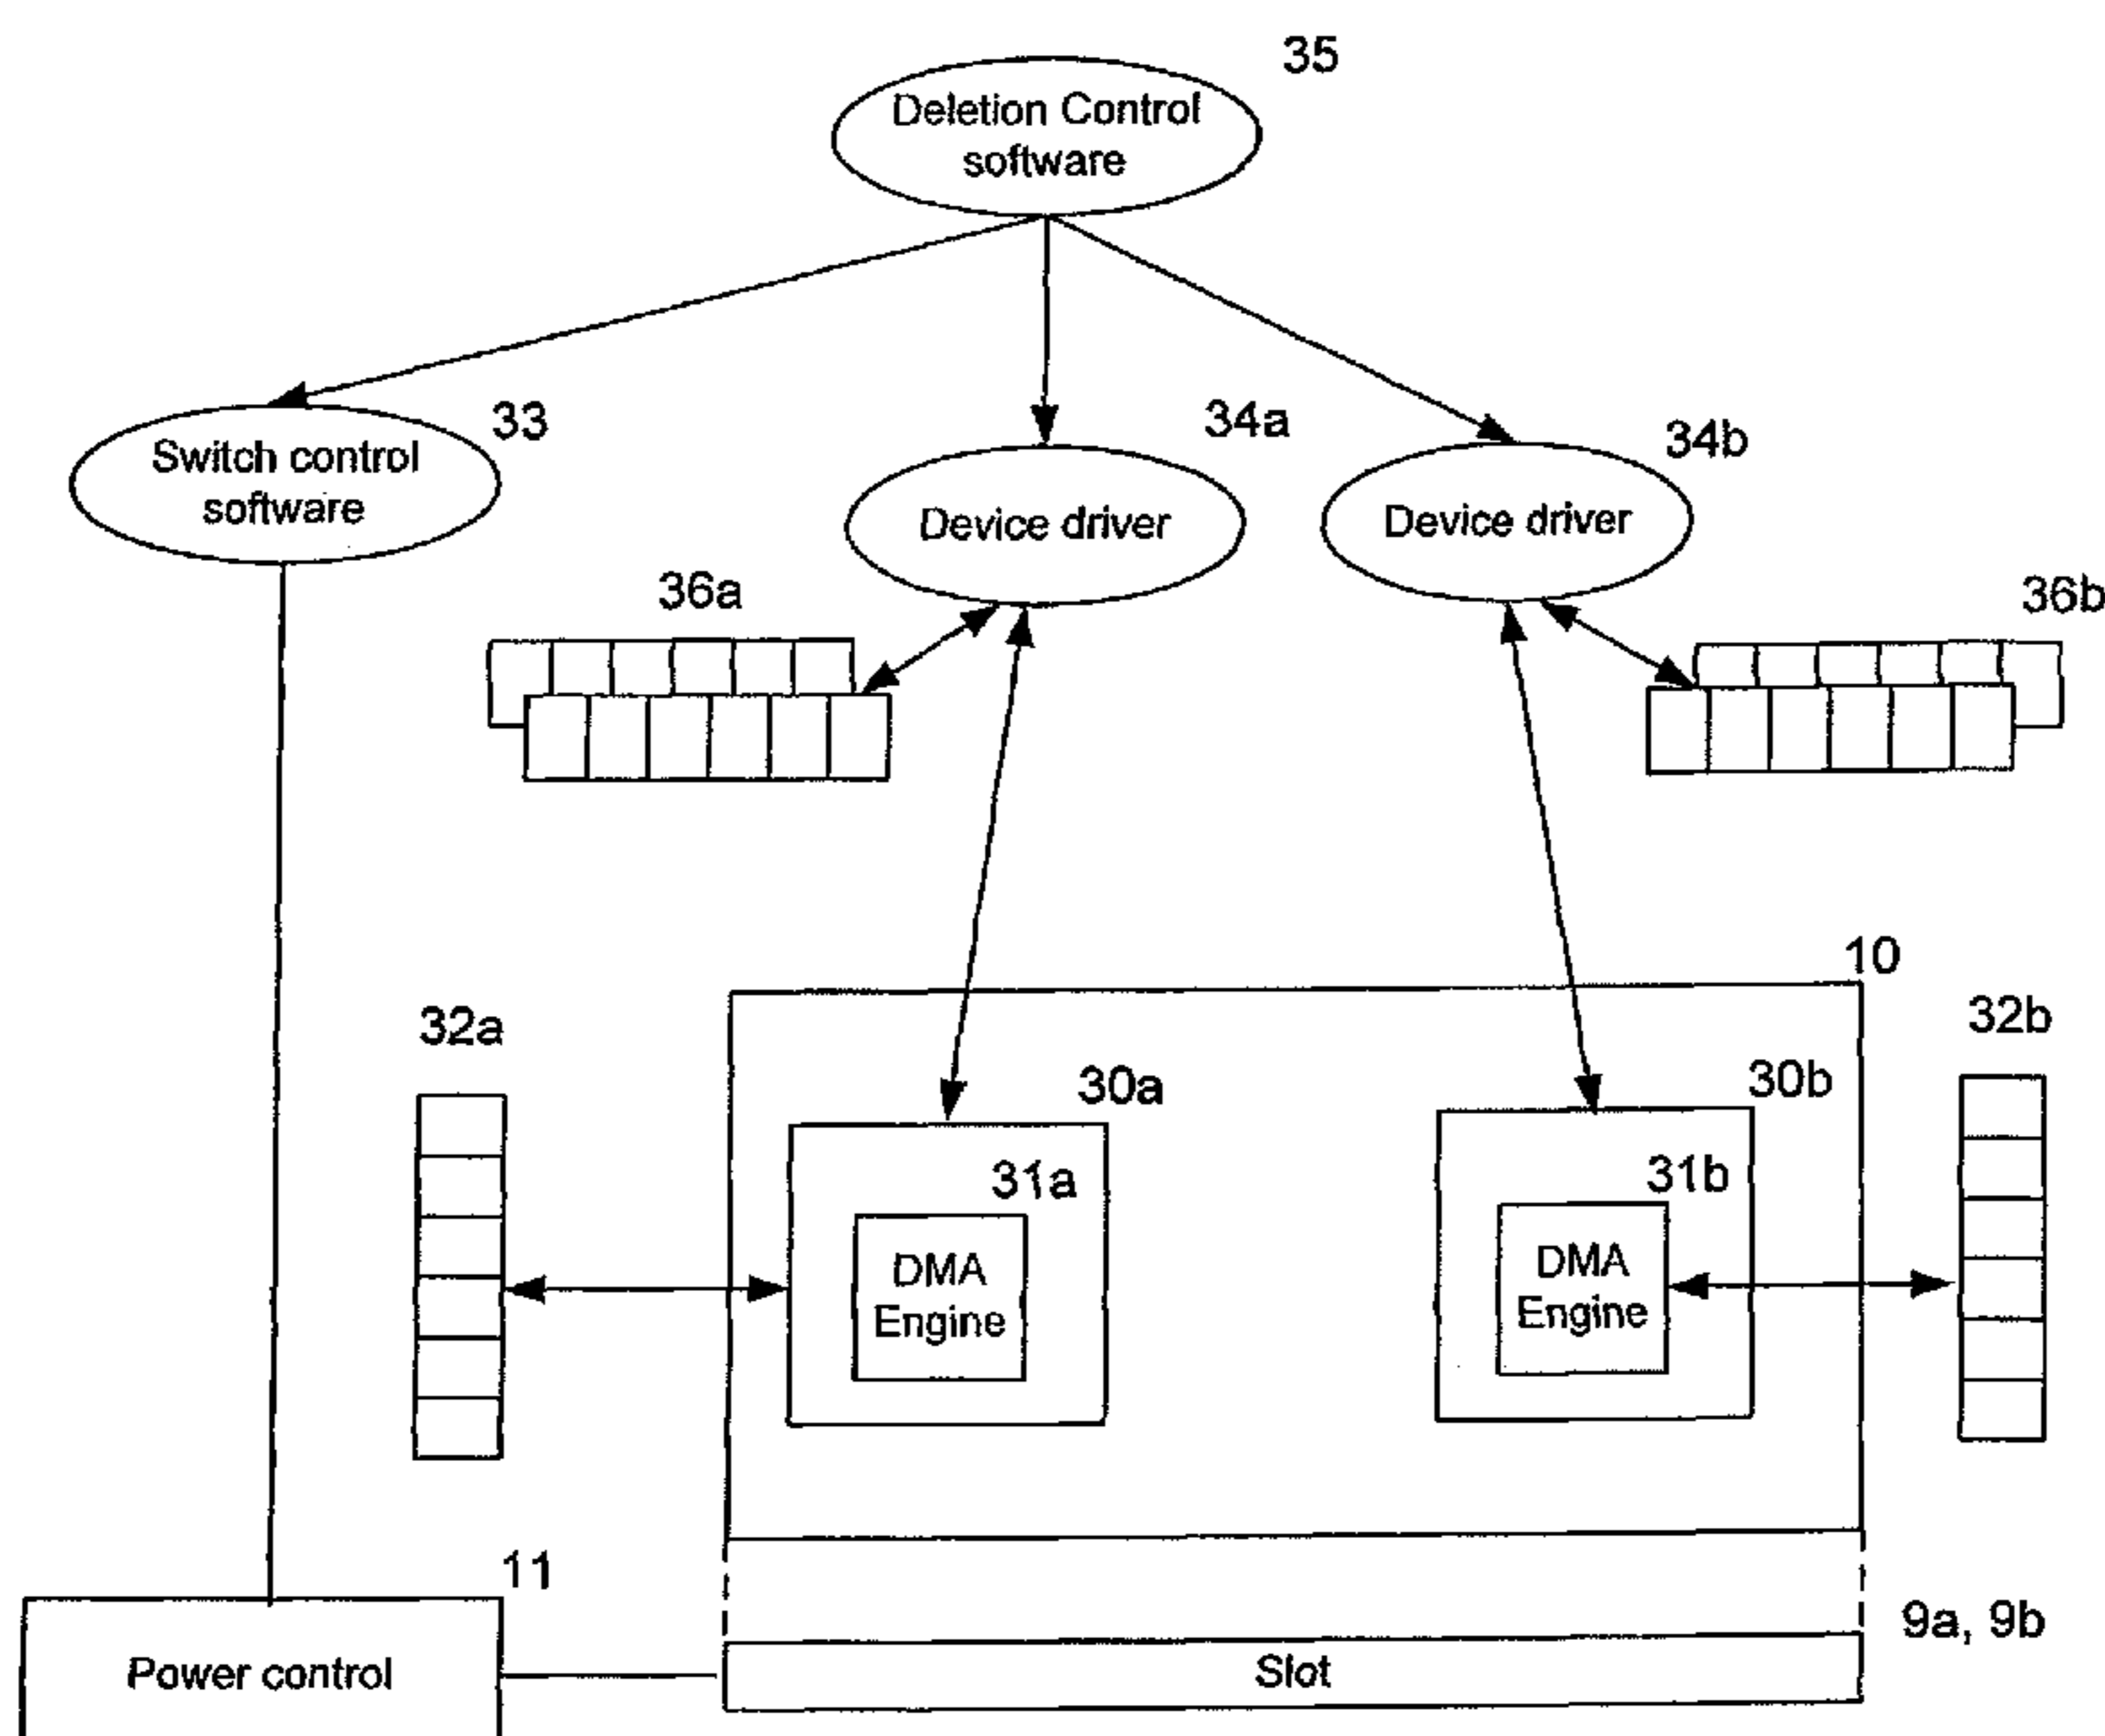 35
Deletion Control
software
33
Switch control
software
34a
Device driver
34b
Device driver
36a
36b
10
32a
32b
30a
30b
31a
31b
DMA
Engine
DMA
Engine
11
Power control
9a, 9b
Slot